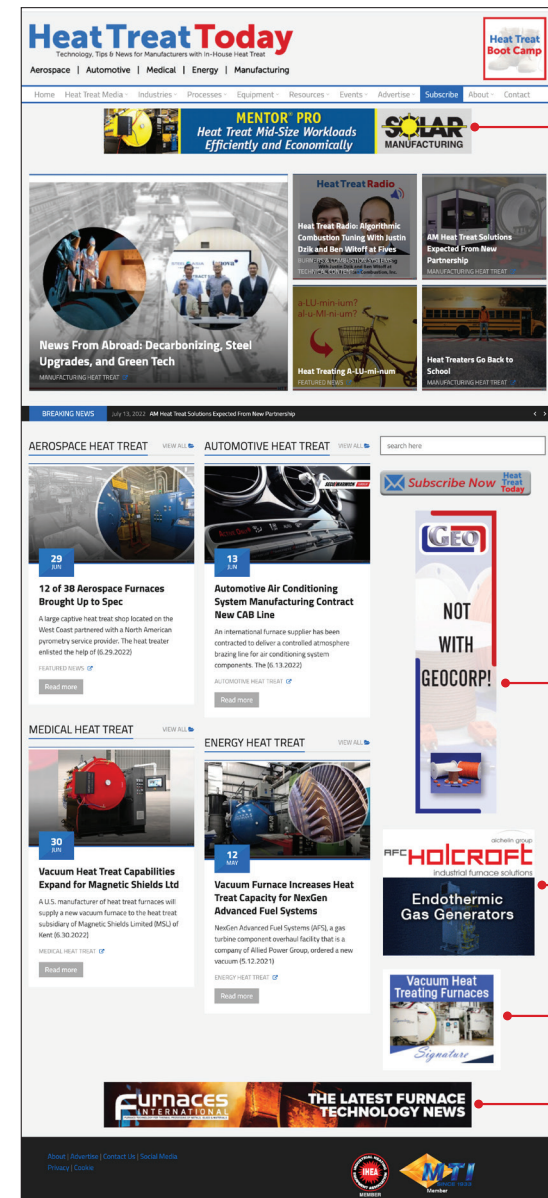 Heat Treat Today
Technology, Tips & News for Manufacturers with In-House Heat Treat
Aerospace | Automotive | Medical | Energy | Manufacturing
Heat Treat
Boot Camp
Home Heat Treat Media Industries Processes Equipment Resources Events Advertise Subscribe About Contact
MENTOR® PRO
Heat Treat Mid-Size Workloads
Efficiently and Economically
SOLAR
MANUFACTURING
News From Abroad: Decarbonizing, Steel
Upgrades, and Green Tech
MANUFACTURING HEAT TREAT
Heat Treat Radio
Heat Treat Radio: Algorithmic
Combustion Tuning With Justin
Dzik and Ben Witoff at Fives
BURNERS & COMBUSTION SYSTEMS
TECHNICAL CONTENT
AM Heat Treat Solutions
Expected From New
Partnership
MANUFACTURING HEAT TREAT
a-LU-min-ium?
al-u-MI-ni-um?
Heat Treating A-LU-mi-num
FEATURED NEWS
Heat Treaters Go Back to
School
MANUFACTURING HEAT TREAT
BREAKING NEWS July 13, 2022 AM Heat Treat Solutions Expected From New Partnership
AEROSPACE HEAT TREAT VIEW ALL
29
JUN
12 of 38 Aerospace Furnaces
Brought Up to Spec
A large captive heat treat shop located on the
West Coast partnered with a North American
pyrometry service provider. The heat treater
enlisted the help of (6.29.2022)
FEATURED NEWS
Read more
AUTOMOTIVE HEAT TREAT VIEW ALL
SECO/WARWICK
13
JUN
Automotive Air Conditioning
System Manufacturing Contract
New CAB Line
An international furnace supplier has been
contracted to deliver a controlled atmosphere
brazing line for air conditioning system
components. The (6.13.2022)
AUTOMOTIVE HEAT TREAT
Read more
search here
Subscribe Now
Heat
Treat
Today
GEO
NOT
WITH
GEOCORP!
MEDICAL HEAT TREAT VIEW ALL
30
JUN
Vacuum Heat Treat Capabilities
Expand for Magnetic Shields Ltd
A U.S. manufacturer of heat treat furnaces will
supply a new vacuum furnace to the heat treat
subsidiary of Magnetic Shields Limited (MSL) of
Kent (6.30.2022)
MEDICAL HEAT TREAT
Read more
ENERGY HEAT TREAT VIEW ALL
12
MAY
Vacuum Furnace Increases Heat
Treat Capacity for NexGen
Advanced Fuel Systems
NexGen Advanced Fuel Systems (AFS), a gas
turbine component overhaul facility that is a
company of Allied Power Group, ordered a new
vacuum (5.12.2021)
ENERGY HEAT TREAT
Read more
aichelin group
AFC HOLCROFT
industrial furnace solutions
Endothermic
Gas Generators
Vacuum Heat
Treating Furnaces
Signature
Furnaces
INTERNATIONAL
THE LATEST FURNACE
TECHNOLOGY NEWS
About | Advertise | Contact Us | Social Media
Privacy | Cookie
INDUSTRIAL HEATING EQUIPMENT ASSOCIATION
IHEA
MEMBER
MTI
SINCE 1933
Member